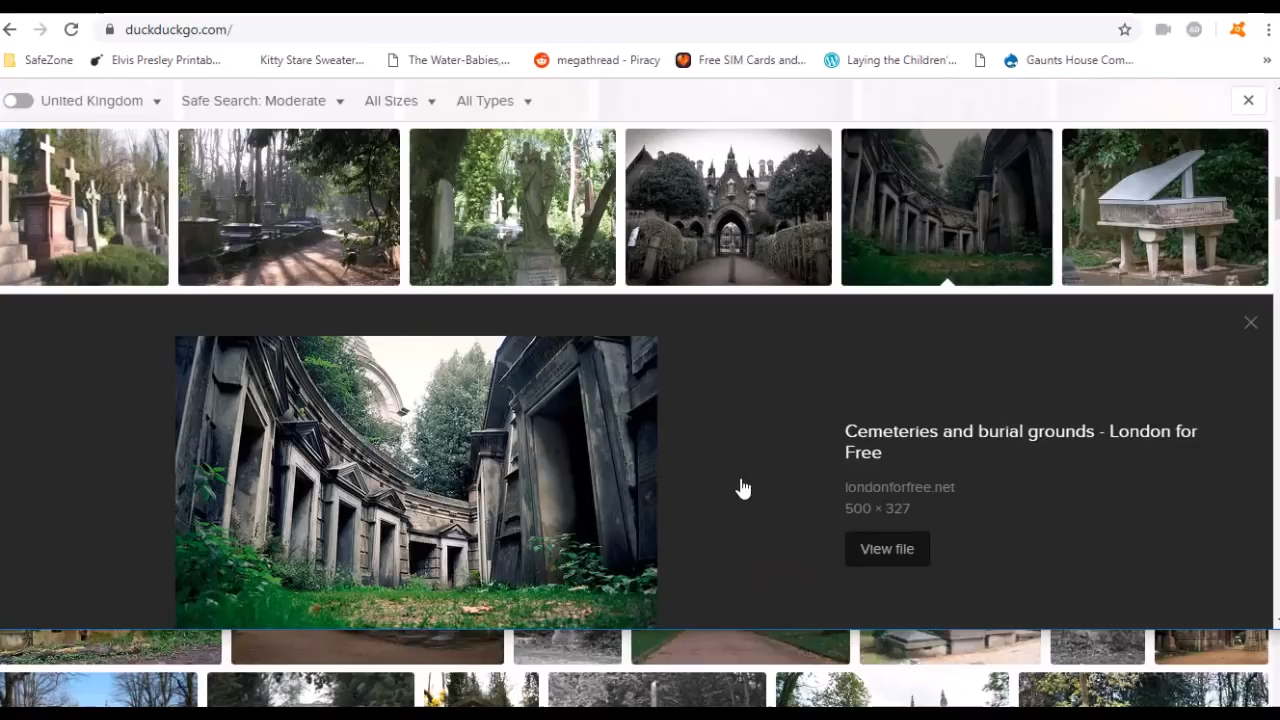 duckduckgo.com/
SafeZone Elvis Presley Printab... Kitty Stare Sweater... The Water-Babies,... megathread - Piracy Free SIM Cards and... Laying the Children'... Gaunts House Com... »
United Kingdom Safe Search: Moderate All Sizes All Types
Cemeteries and burial grounds - London for
Free
londonforfree.net
500 × 327
View file